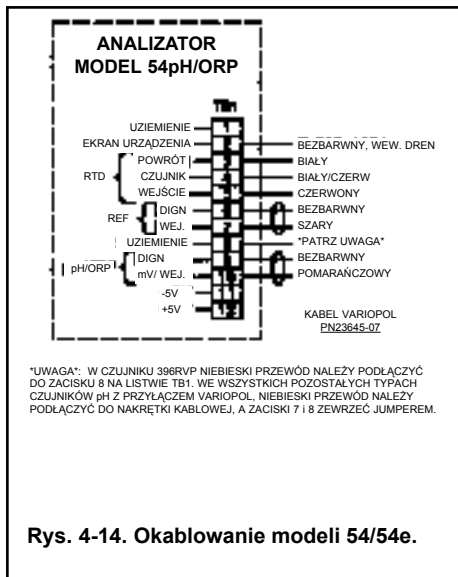 ANALIZATOR
MODEL 54pH/ORP
TB1
UZIEMIENIE
EKRAN URZĄDZENIA
BEZBARWNY, WEW. DREN
RTD
POWRÓT
BIAŁY
CZUJNIK
BIAŁY/CZERW
WEJŚCIE
CZERWONY
REF
DIGN
BEZBARWNY
WEJ.
SZARY
UZIEMIENIE
*PATRZ UWAGA*
pH/ORP
DIGN
BEZBARWNY
mV/ WEJ.
POMARAŃCZOWY
-5V
+5V
KABEL VARIOPOL
PN23645-07
*UWAGA*: W CZUJNIKU 396RVP NIEBIESKI PRZEWÓD NALEŻY PODŁĄCZYĆ
DO ZACISKU 8 NA LISTWIE TB1. WE WSZYSTKICH POZOSTAŁYCH TYPACH
CZUJNIKÓW pH Z PRZYŁĄCZEM VARIOPOL, NIEBIESKI PRZEWÓD NALEŻY
PODŁĄCZYĆ DO NAKRĘTKI KABLOWEJ, A ZACISKI 7 i 8 ZEWRZEĆ JUMPEREM.
Rys. 4-14. Okablowanie modeli 54/54e.